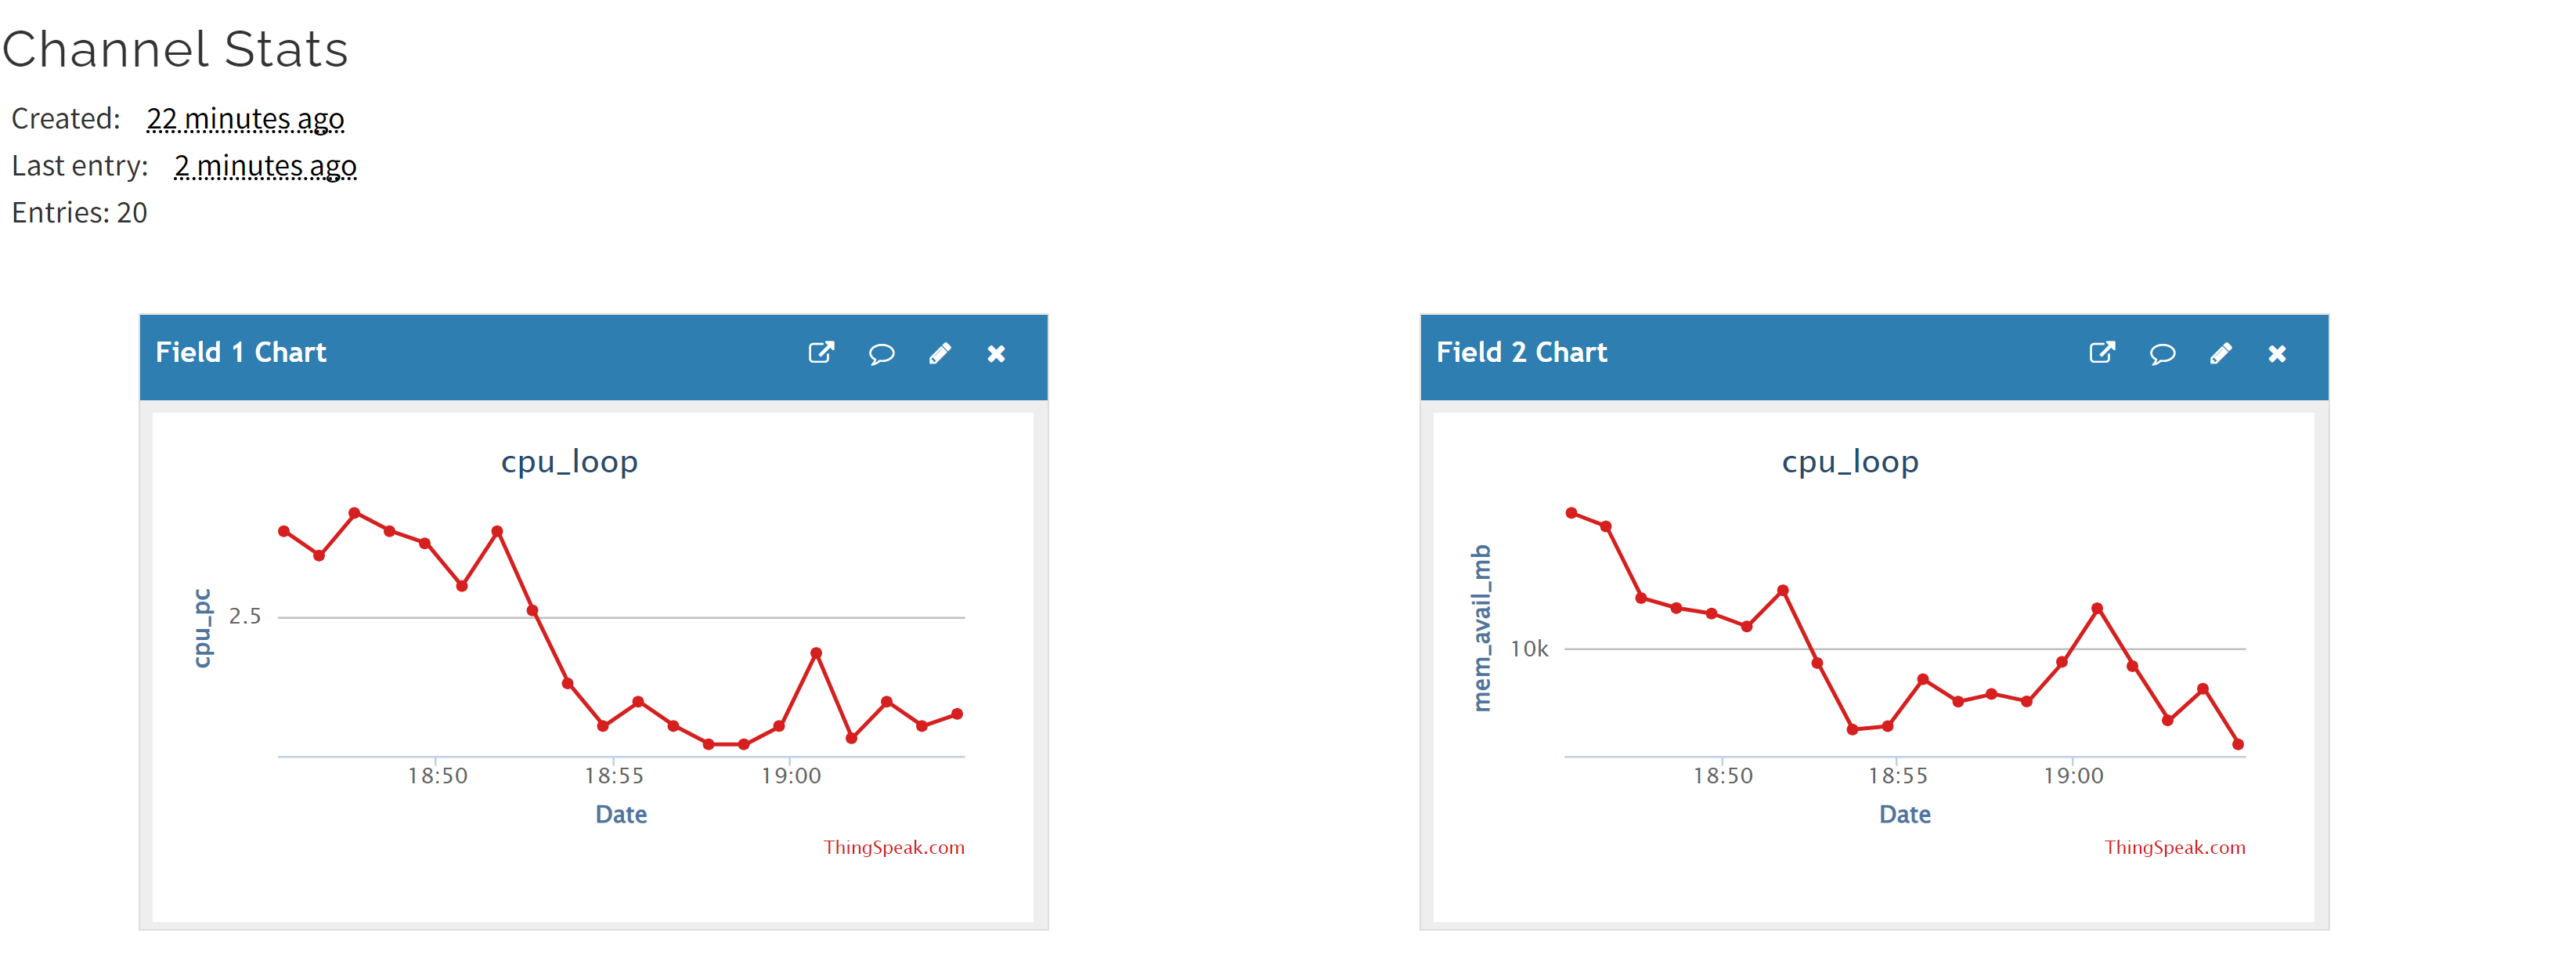 Channel Stats
Created: 22 minutes ago
Last entry: 2 minutes ago
Entries: 20
Field 1 Chart
cpu_loop
cpu_pc
2.5
18:50 18:55 19:00
Date
ThingSpeak.com
Field 2 Chart
cpu_loop
mem_avail_mb
10k
18:50 18:55 19:00
Date
ThingSpeak.com